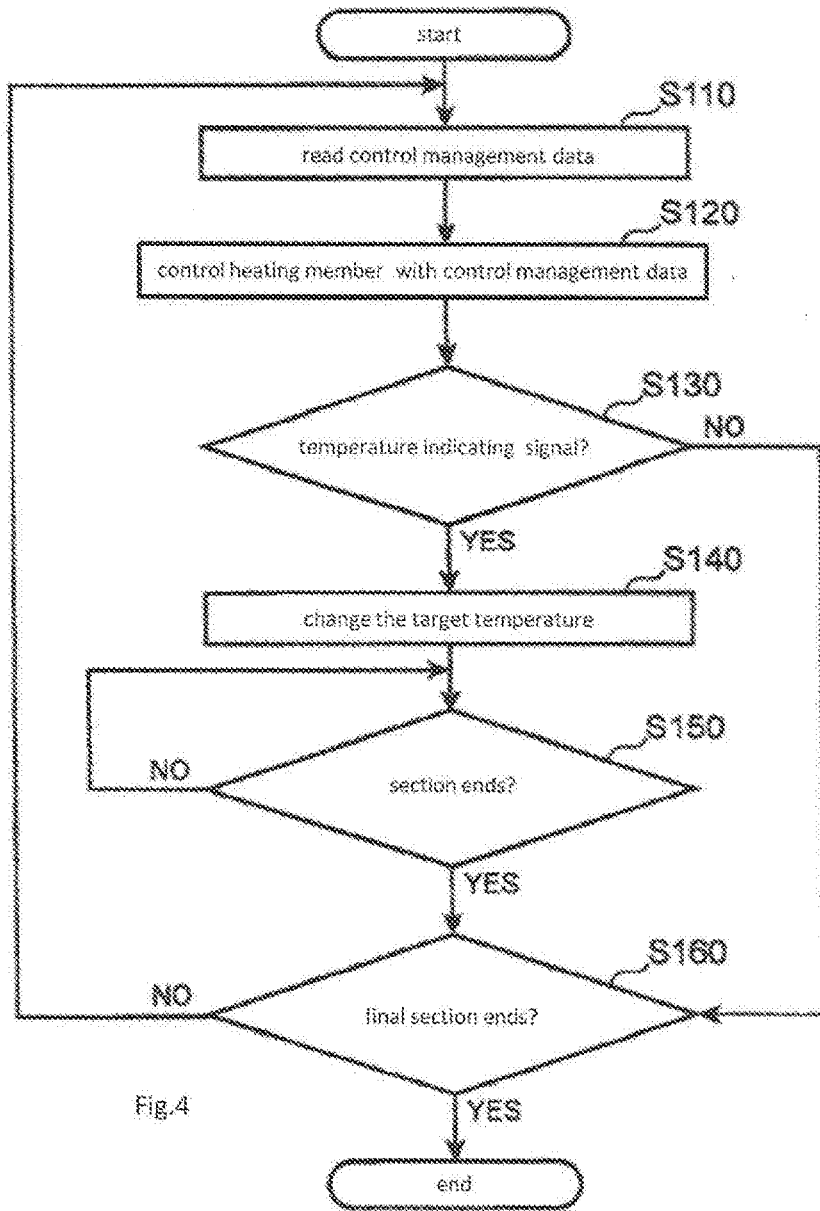 start
S110
read control management data
S120
control heating member with control management data
S130
temperature indicating signal?
NO
YES
S140
change the target temperature
S150
NO
section ends?
YES
S160
NO
final section ends?
Fig.4
YES
end